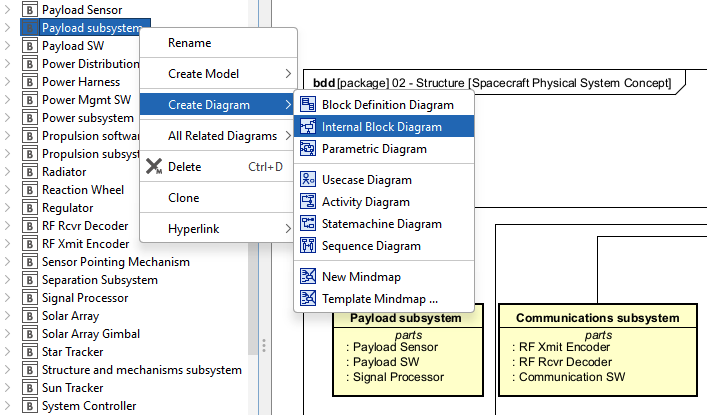 Payload Sensor
Payload subsystem
Payload SW
Power Distribution
Power Harness
Power Mgmt SW
Power subsystem
Propulsion software
Propulsion subsyst
Radiator
Reaction Wheel
Regulator
RF Rcvr Decoder
RF Xmit Encoder
Sensor Pointing Mechanism
Separation Subsystem
Signal Processor
Solar Array
Solar Array Gimbal
Star Tracker
Structure and mechanisms subsystem
Sun Tracker
System Controller
Rename
Create Model
Create Diagram
All Related Diagrams
Delete Ctrl+D
Clone
Hyperlink
Block Definition Diagram
Internal Block Diagram
Parametric Diagram
Usecase Diagram
Activity Diagram
Statemachine Diagram
Sequence Diagram
New Mindmap
Template Mindmap ...
bdd [package] 02 - Structure [Spacecraft Physical System Concept]
Payload subsystem
parts
: Payload Sensor
: Payload SW
: Signal Processor
Communications subsystem
parts
: RF Xmit Encoder
: RF Rcvr Decoder
: Communication SW